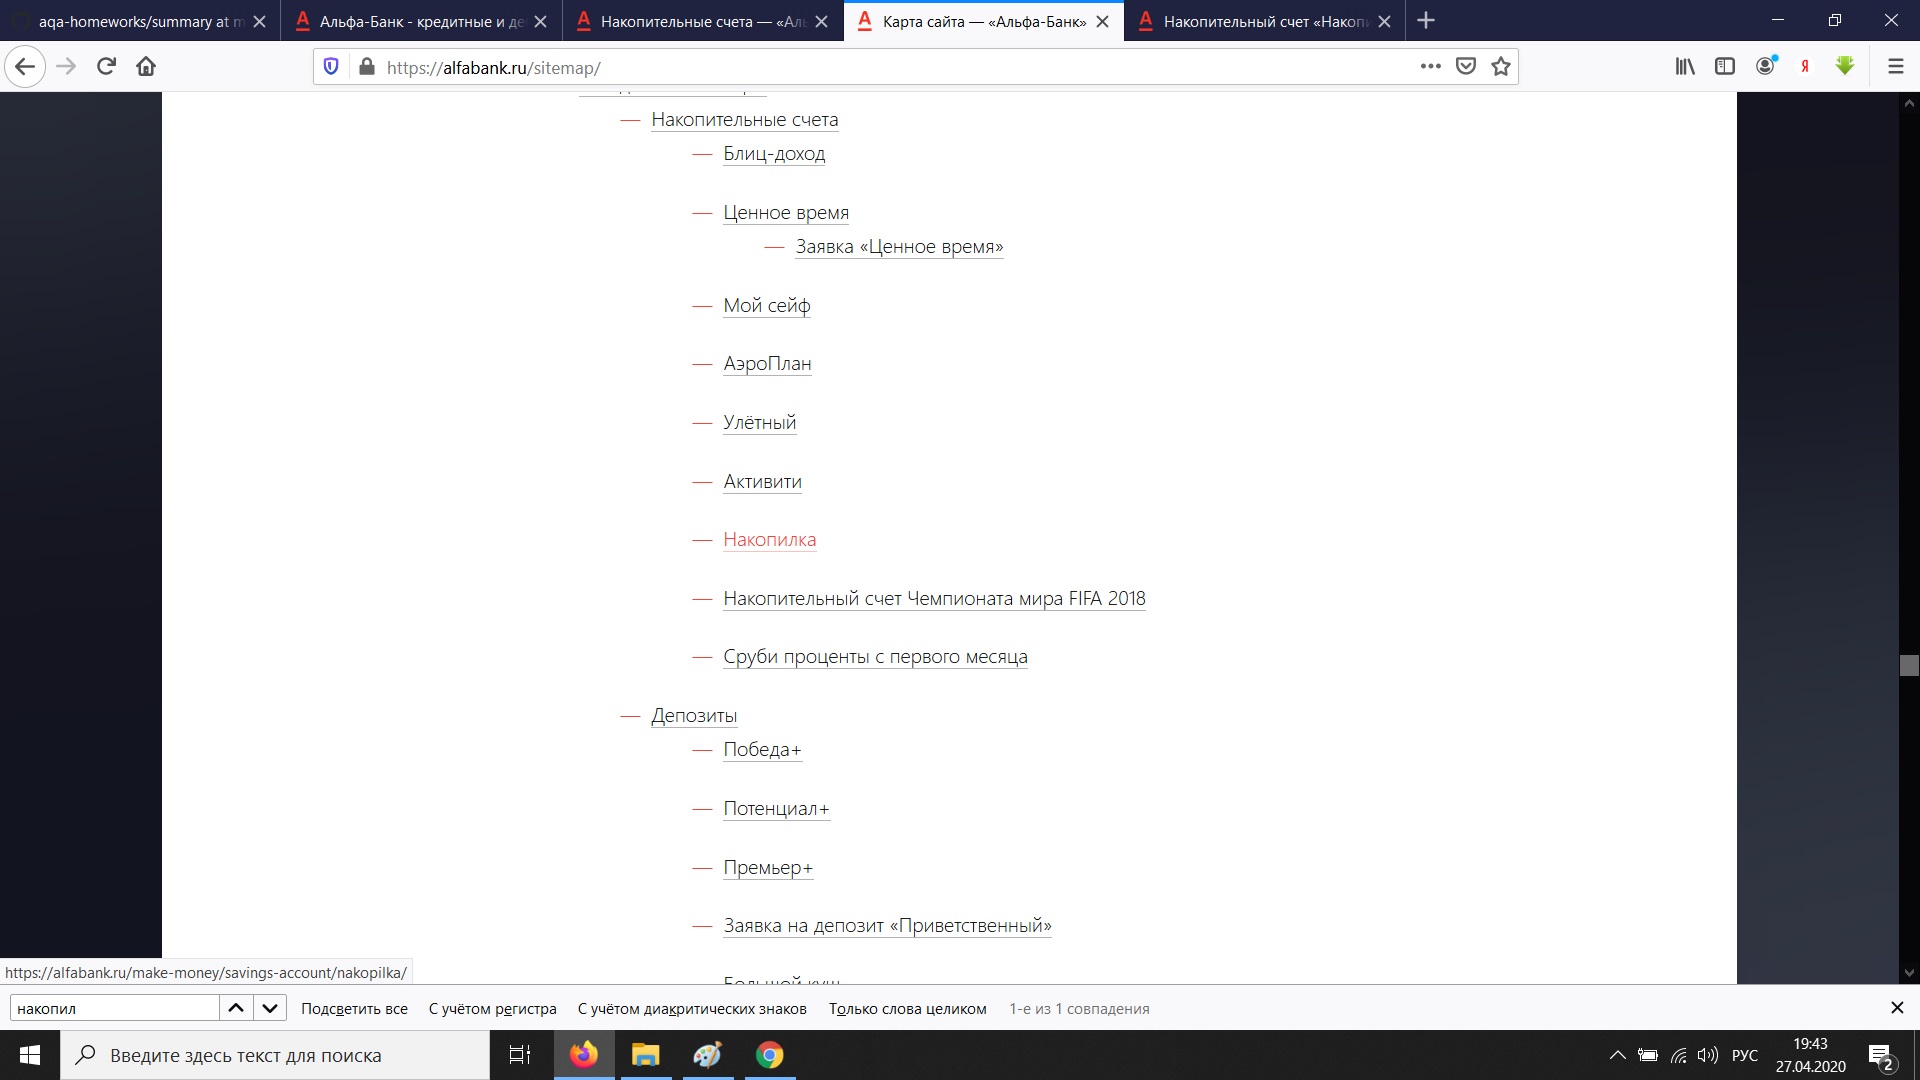 aqa-homeworks/summary at m
Альфа-Банк - кредитные и де
Накопительные счета — «Аль
Карта сайта — «Альфа-Банк»
Накопительный счет «Накопи
https://alfabank.ru/sitemap/
Я
— Накопительные счета
— Блиц-доход
— Ценное время
— Заявка «Ценное время»
— Мой сейф
— АэроПлан
— Улётный
— Активити
— Накопилка
— Накопительный счет Чемпионата мира FIFA 2018
— Сруби проценты с первого месяца
— Депозиты
— Победа+
— Потенциал+
— Премьер+
— Заявка на депозит «Приветственный»
https://alfabank.ru/make-money/savings-account/nakopilka/
накопил
Подсветить все
С учётом регистра
С учётом диакритических знаков
Только слова целиком
1-е из 1 совпадения
Введите здесь текст для поиска
РУС
19:43
27.04.2020
2